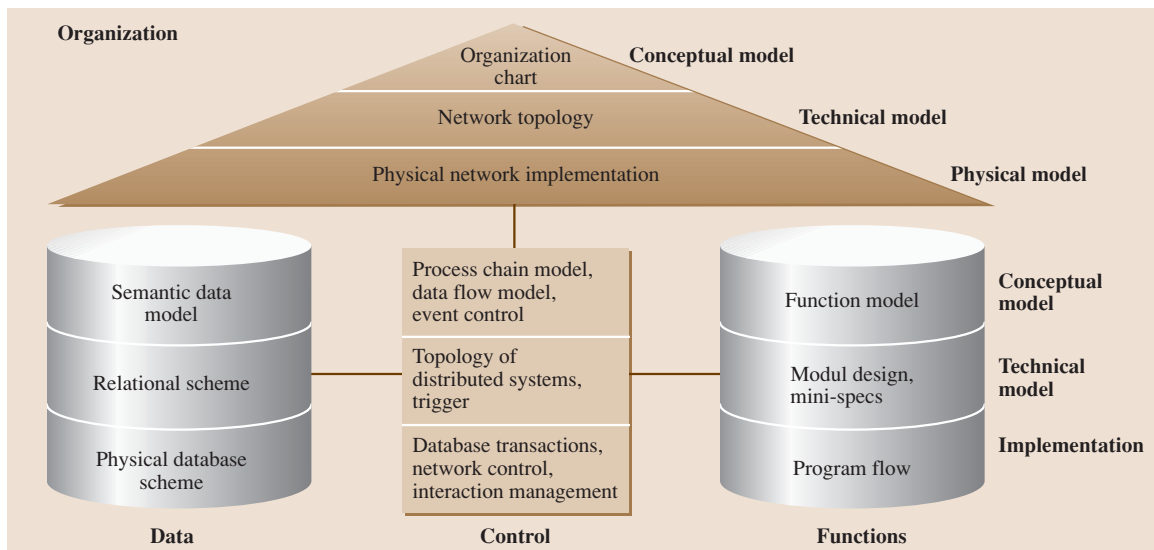 Organization
Organization
chart
Conceptual model
Network topology
Technical model
Physical network implementation
Physical model
Semantic data
model
Relational scheme
Physical database
scheme
Process chain model,
data flow model,
event control
Topology of
distributed systems,
trigger
Database transactions,
network control,
interaction management
Function model
Modul design,
mini-specs
Program flow
Conceptual
model
Technical
model
Implementation
Data
Control
Functions